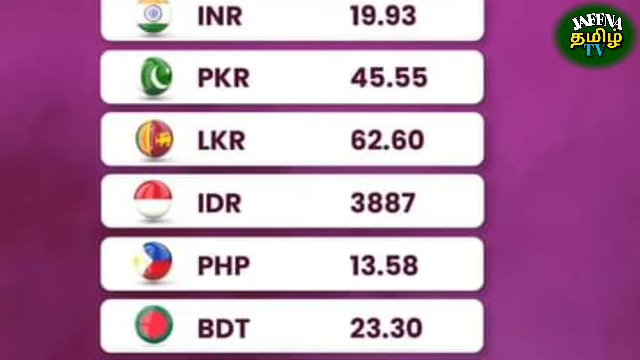 INR 19.93
PKR 45.55
LKR 62.60
IDR 3887
PHP 13.58
BDT 23.30
JAFFNA
தமிழ்
TV